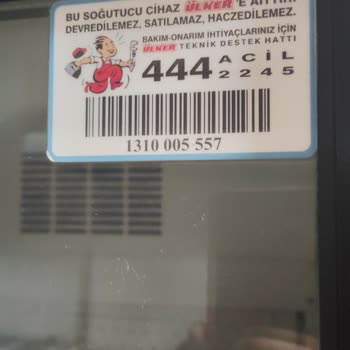 BU SOĞUTUCU CİHAZ ÜLKER'E AİTTİR.
DEVREDİLEMEZ, SATILAMAZ, HACZEDİLEMEZ.
BAKIM-ONARIM İHTİYAÇLARINIZ İÇİN
ÜLKER TEKNİK DESTEK HATTI
444 ACİL
2245
1310 005 557